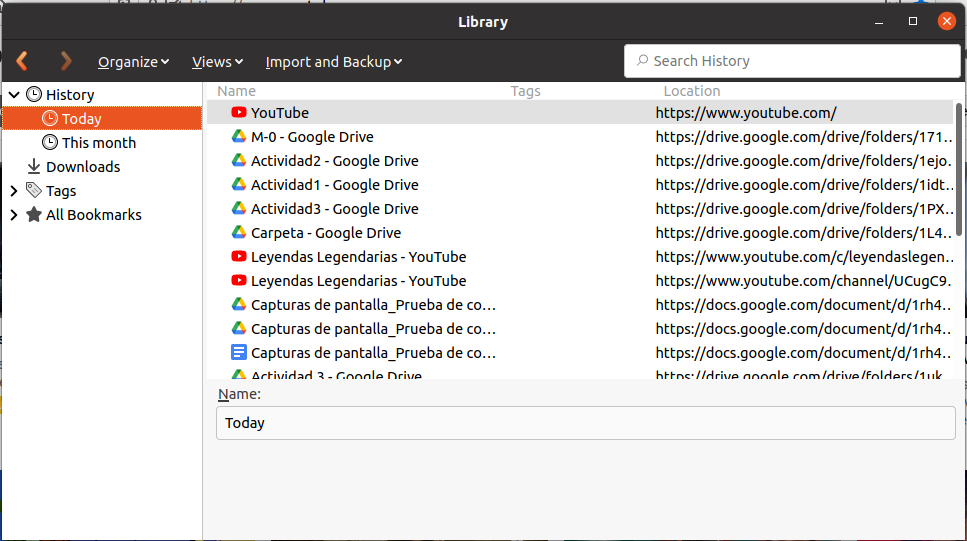 Library
Organize Views Import and Backup Search History
History
Today
This month
Downloads
Tags
All Bookmarks
Name Tags Location
YouTube https://www.youtube.com/
M-0 - Google Drive https://drive.google.com/drive/folders/171...
Actividad2 - Google Drive https://drive.google.com/drive/folders/1ejo...
Actividad1 - Google Drive https://drive.google.com/drive/folders/1idt...
Actividad3 - Google Drive https://drive.google.com/drive/folders/1PX...
Carpeta - Google Drive https://drive.google.com/drive/folders/1L4...
Leyendas Legendarias - YouTube https://www.youtube.com/c/leyendaslegen...
Leyendas Legendarias - YouTube https://www.youtube.com/channel/UCugC9...
Capturas de pantalla_Prueba de co... https://docs.google.com/document/d/1rh4...
Capturas de pantalla_Prueba de co... https://docs.google.com/document/d/1rh4...
Capturas de pantalla_Prueba de co... https://docs.google.com/document/d/1rh4...
Actividad 3 - Google Drive https://drive.google.com/drive/folders/1uk...
Name:
Today